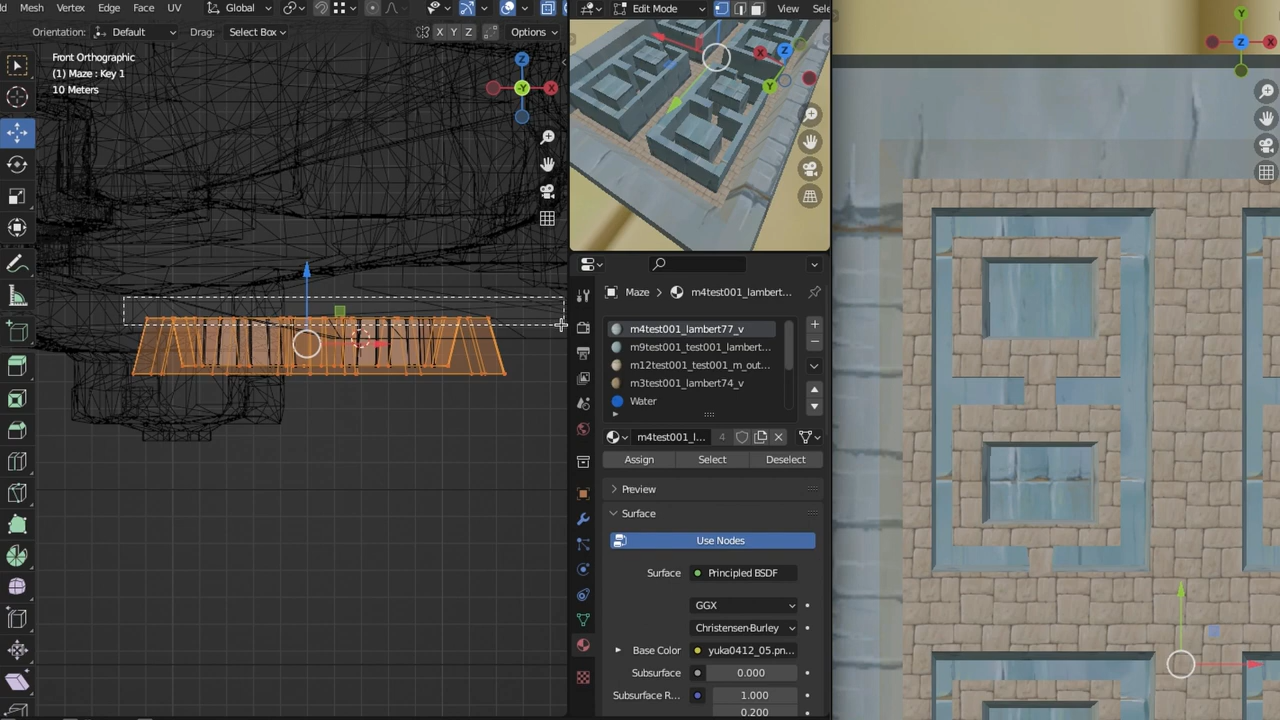 Mesh Vertex Edge Face UV Global
Orientation: Default Drag: Select Box X Y Z Options
Front Orthographic
(1) Maze : Key 1
10 Meters
Z
-Y X
Edit Mode View Sele
X Z
Y
Y
Z X
Maze m4test001_lambert...
m4test001_lambert77_v
m9test001_test001_lambert...
m12test001_test001_m_out...
m3test001_lambert74_v
Water
m4test001_l... 4
Assign Select Deselect
Preview
Surface
Use Nodes
Surface Principled BSDF
GGX
Christensen-Burley
Base Color yuka0412_05.pn...
Subsurface 0.000
Subsurface R... 1.000
0.200